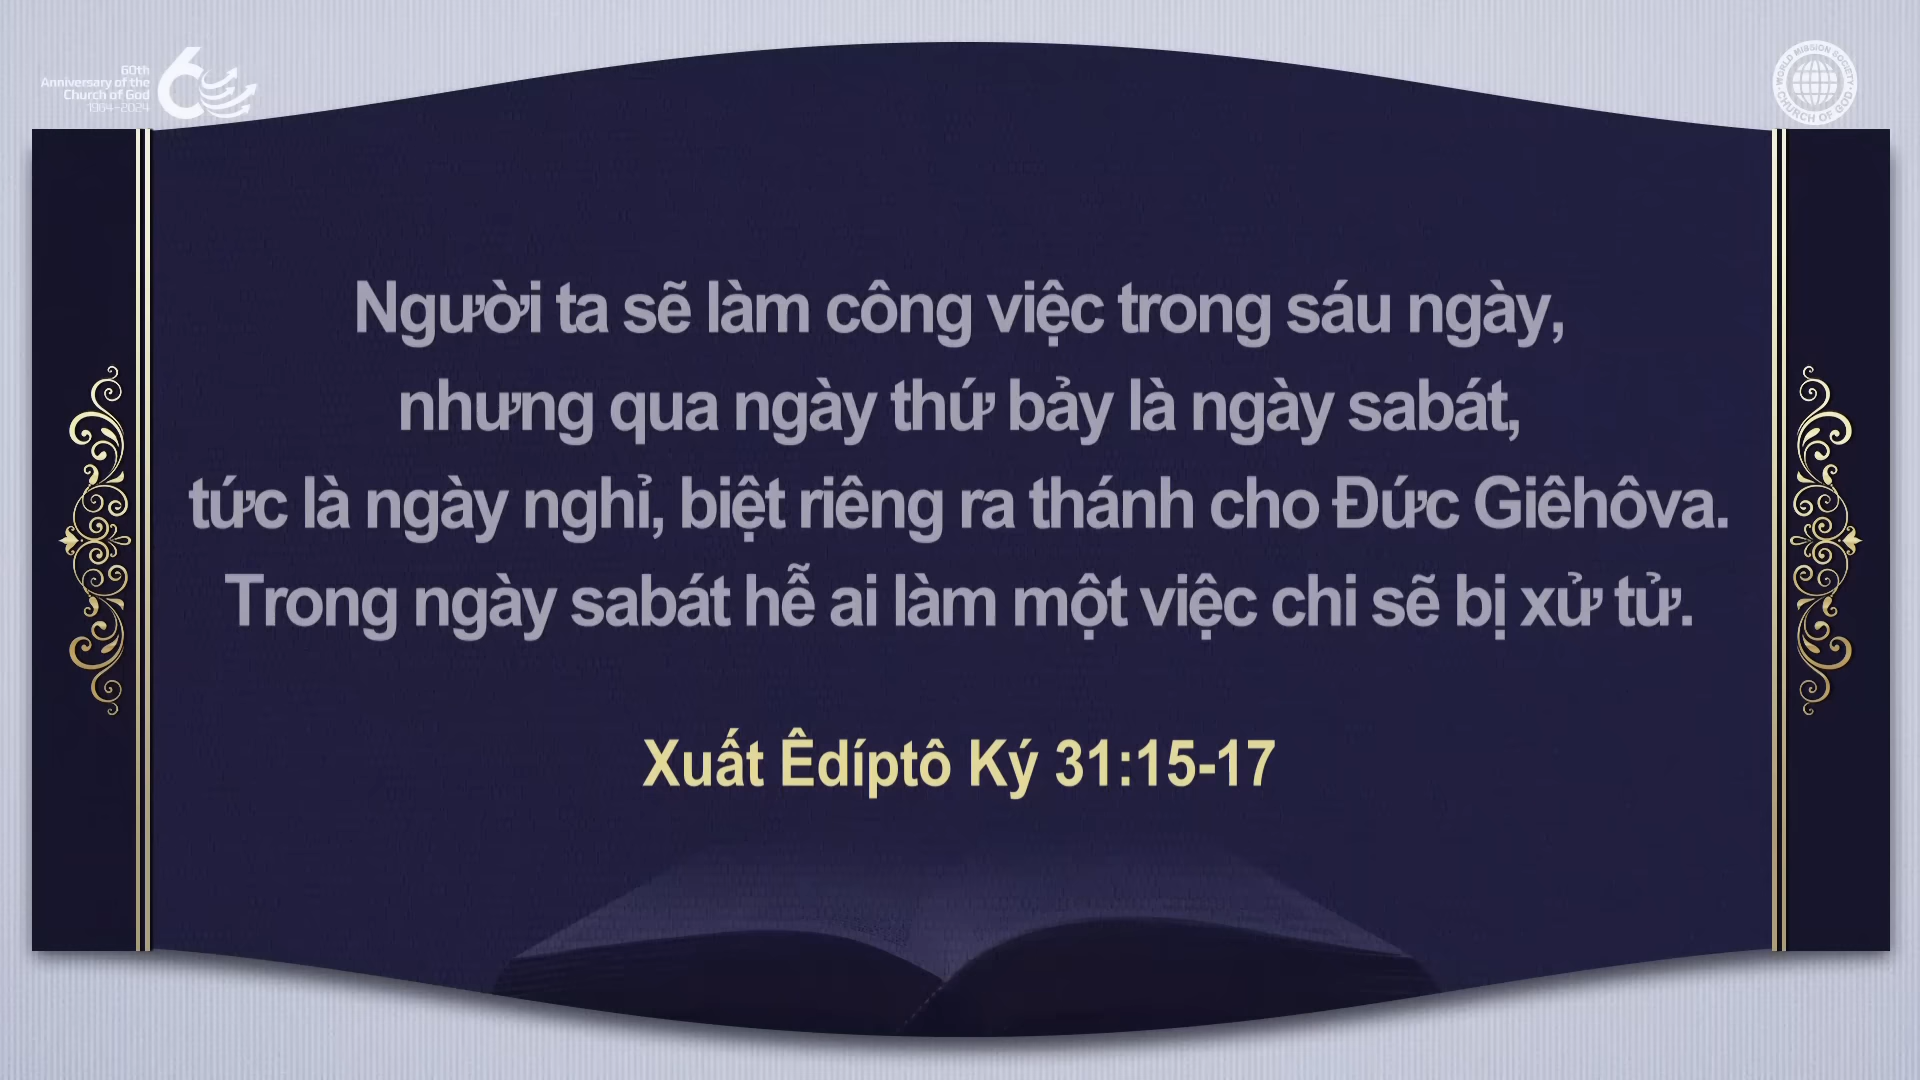 60th
Anniversary of the
Church of God
1964–2024
WORLD MISSION SOCIETY
CHURCH OF GOD
Người ta sẽ làm công việc trong sáu ngày,
nhưng qua ngày thứ bảy là ngày sabát,
tức là ngày nghỉ, biệt riêng ra thánh cho Đức Giêhôva.
Trong ngày sabát hễ ai làm một việc chi sẽ bị xử tử.
Xuất Êdíptô Ký 31:15-17